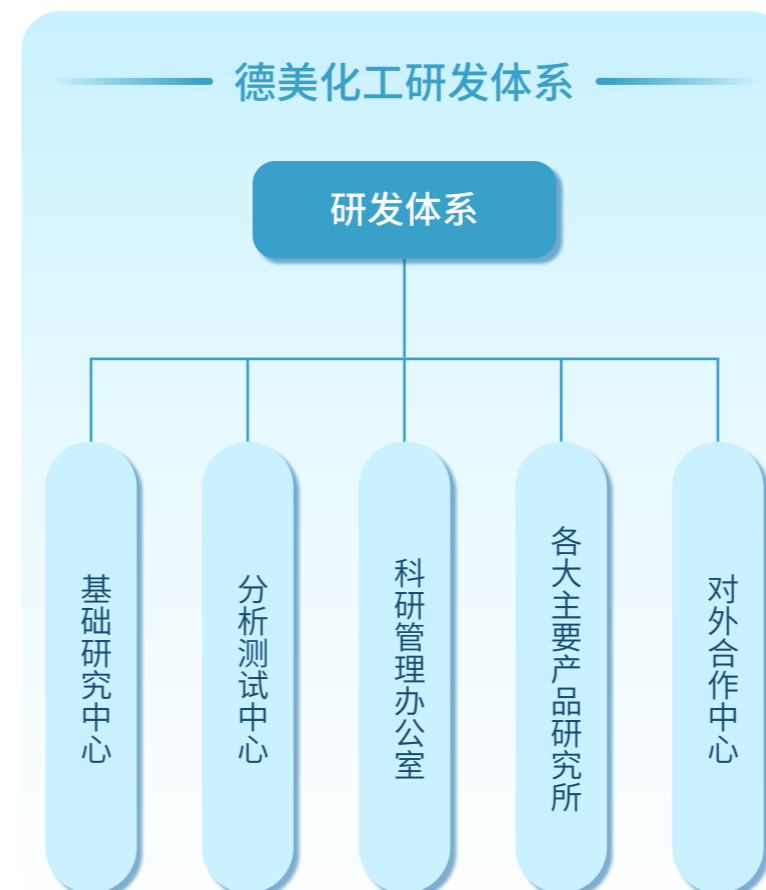 德美化工研发体系
研发体系
基础研究中心
分析测试中心
科研管理办公室
各大主要产品研究所
对外合作中心